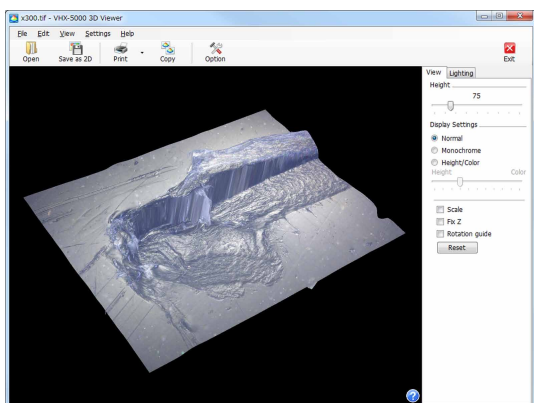 x300.tif - VHX-5000 3D Viewer
File Edit View Settings Help
Open Save as 2D Print Copy Option Exit
View Lighting
Height
75
Display Settings
Normal
Monochrome
Height/Color
Height Color
Scale
Fix Z
Rotation guide
Reset
?